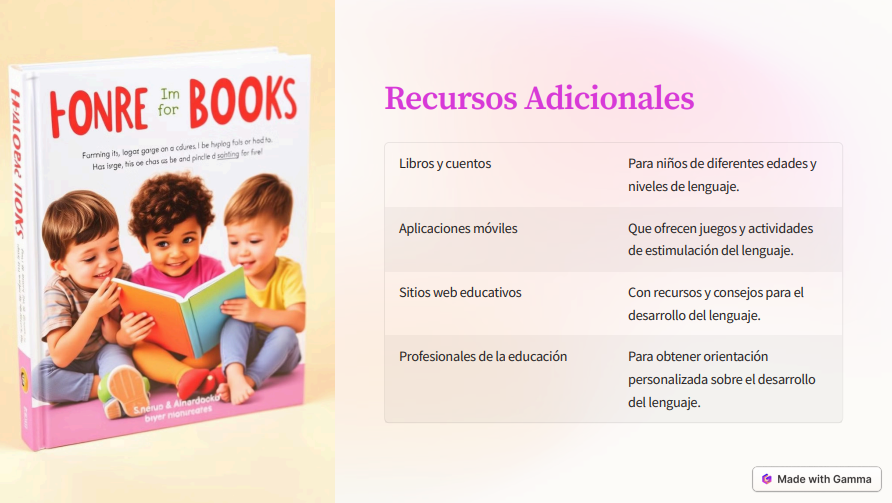 HONRE Im for BOOKS
Recursos Adicionales
Libros y cuentos
Para niños de diferentes edades y
niveles de lenguaje.
Aplicaciones móviles
Que ofrecen juegos y actividades
de estimulación del lenguaje.
Sitios web educativos
Con recursos y consejos para el
desarrollo del lenguaje.
Profesionales de la educación
Para obtener orientación
personalizada sobre el desarrollo
del lenguaje.
Made with Gamma